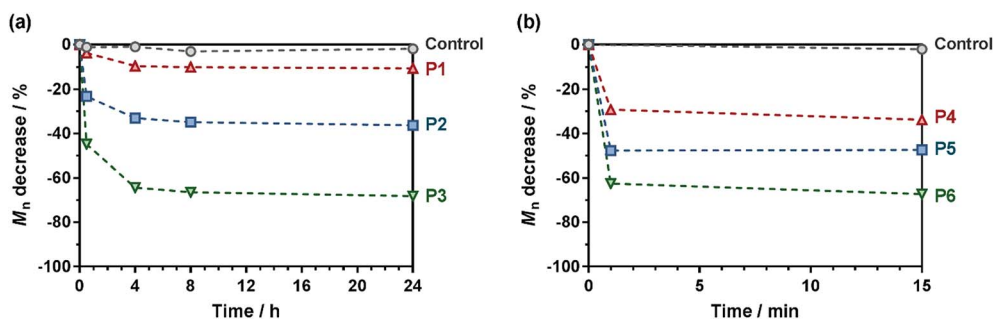 (a)
0
-20
-40
-60
-80
-100
Mn decrease / %
0
4
8
12
16
20
24
Time / h
Control
P1
P2
P3
(b)
0
-20
-40
-60
-80
-100
Mn decrease / %
0
5
10
15
Time / min
Control
P4
P5
P6